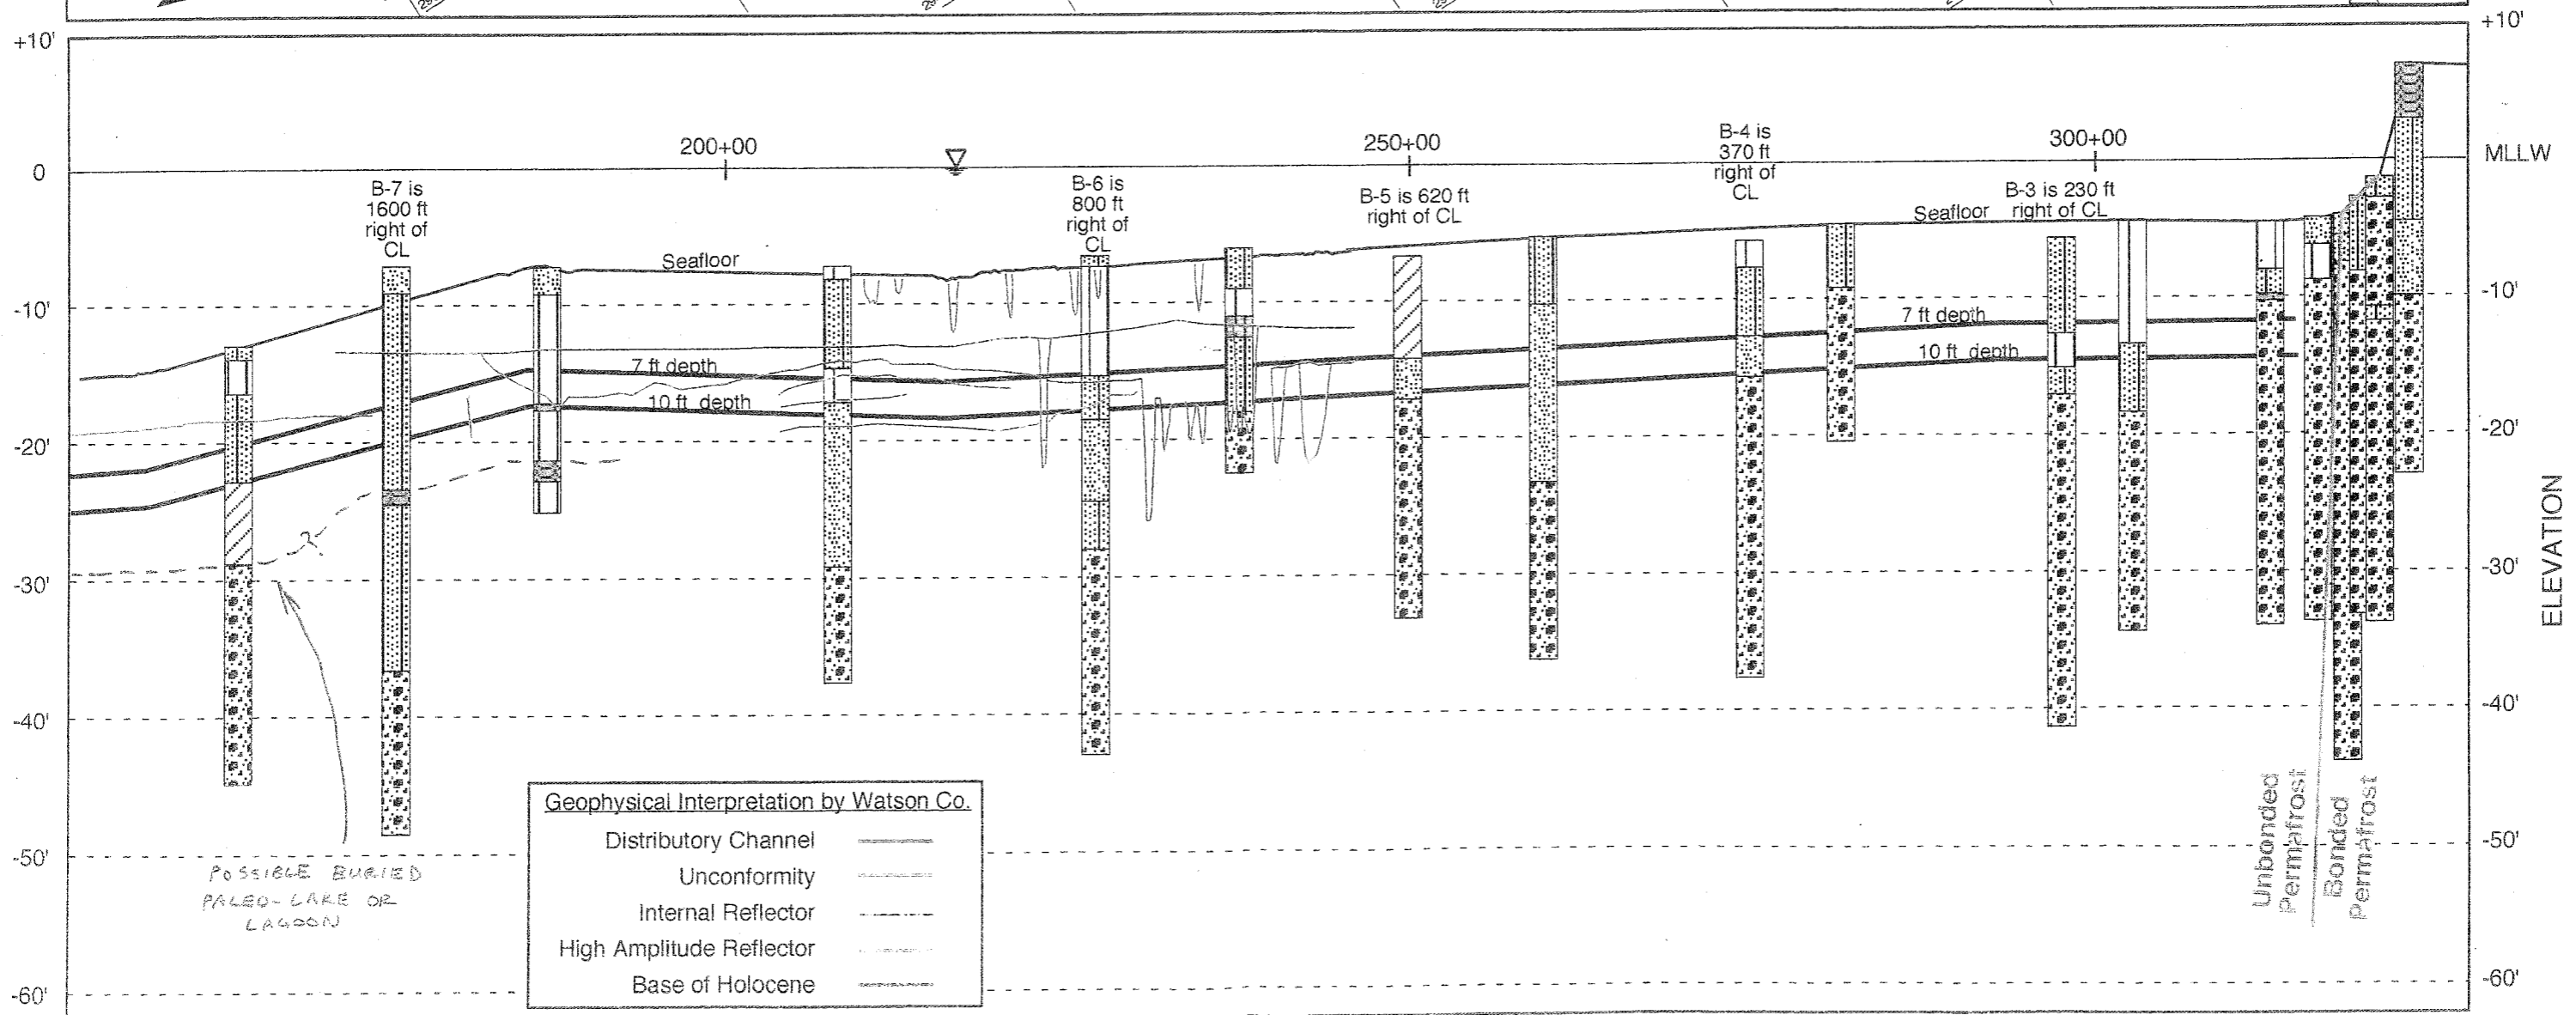 +10'
+10'
200+00
250+00
B-4 is
370 ft
right of
CL
300+00
MLLW
0
B-7 is
1600 ft
right of
CL
B-6 is
800 ft
right of
CL
B-5 is 620 ft
right of CL
B-3 is 230 ft
right of CL
Seafloor
Seafloor
-10'
-10'
7 ft depth
10 ft depth
7 ft depth
10 ft depth
-20'
-20'
?
-30'
-30'
ELEVATION
-40'
-40'
Unbonded
Permafrost
Bonded
Permafrost
-50'
-50'
POSSIBLE BURIED
PALEO-LAKE OR
LAGOON
Geophysical Interpretation by Watson Co.
Distributory Channel
Unconformity
Internal Reflector
High Amplitude Reflector
Base of Holocene
-60'
-60'